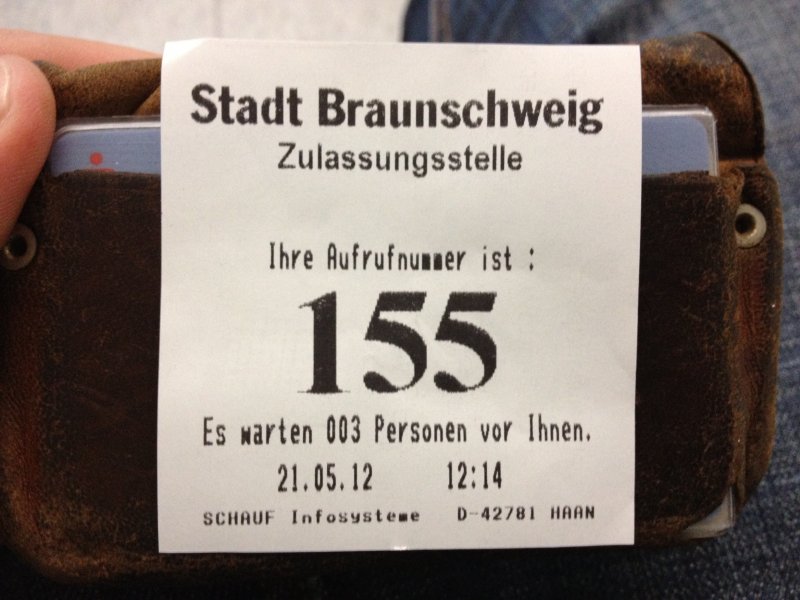 Stadt Braunschweig
Zulassungsstelle
Ihre Aufrufnummer ist :
155
Es warten 003 Personen vor Ihnen.
21.05.12 12:14
SCHAUF Infosysteme D-42781 HAAN